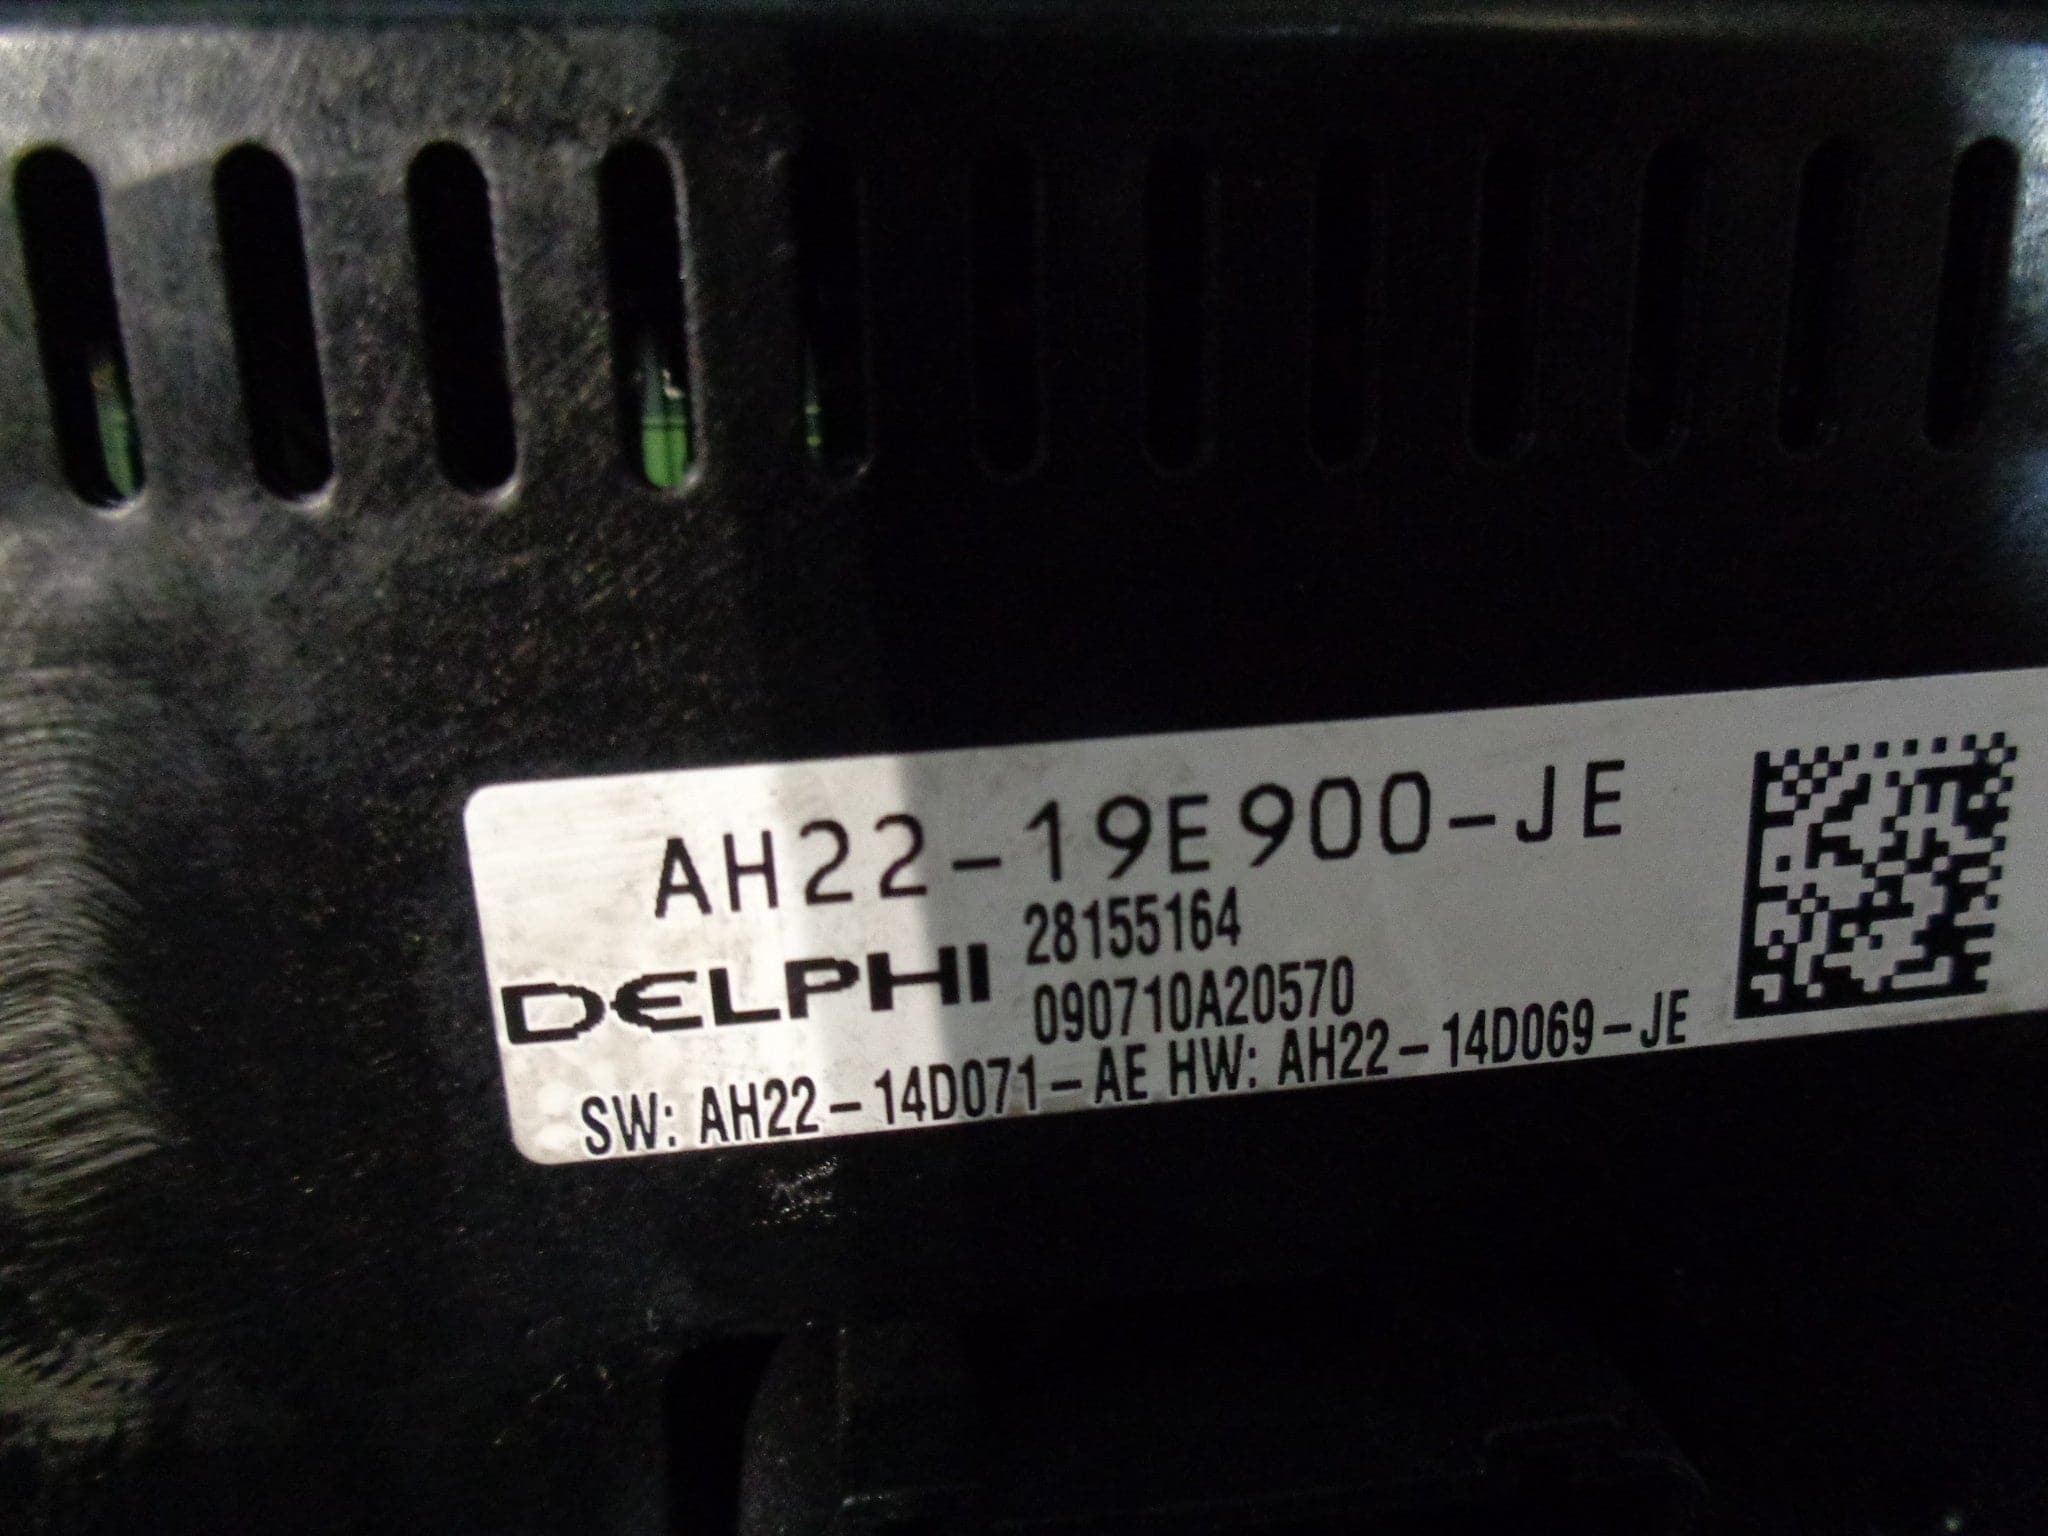 AH22-19E900-JE
28155164
DELPHI
090710A20570
SW: AH22-14D071-AE HW: AH22-14D069-JE